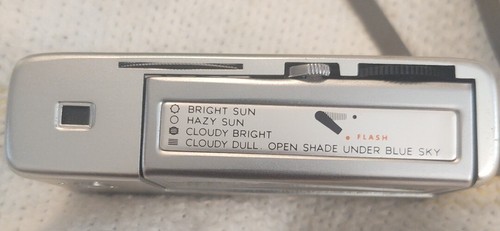 BRIGHT SUN
HAZY SUN
CLOUDY BRIGHT
FLASH
CLOUDY DULL. OPEN SHADE UNDER BLUE SKY